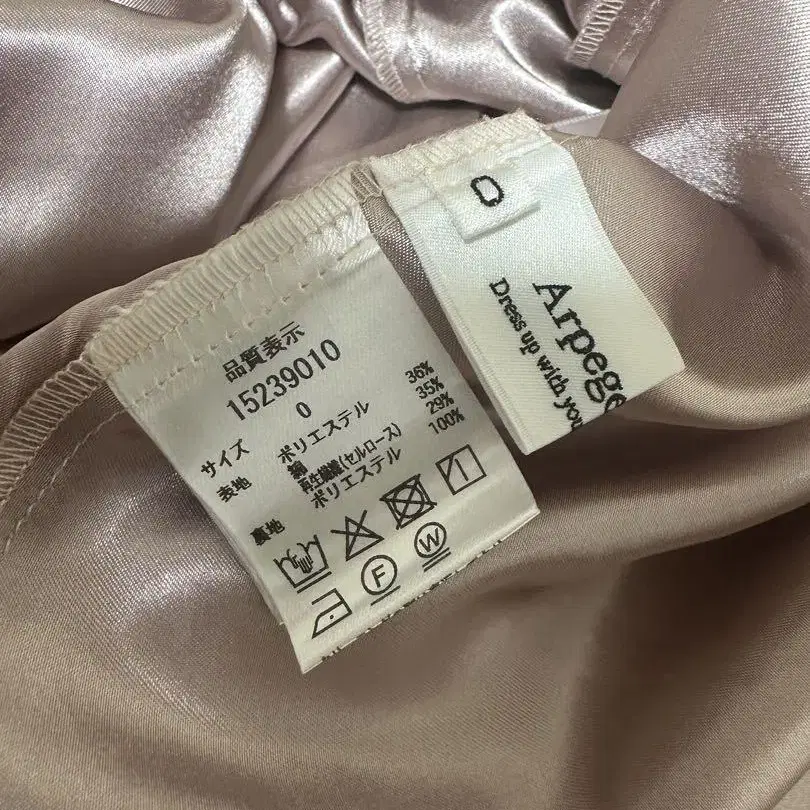 品質表示
15239010
サイズ 0
表地 ポリエステル 36%
綿 35%
再生繊維(セルロース) 29%
裏地 ポリエステル 100%
F
W
0
Arpege
Dress up with you